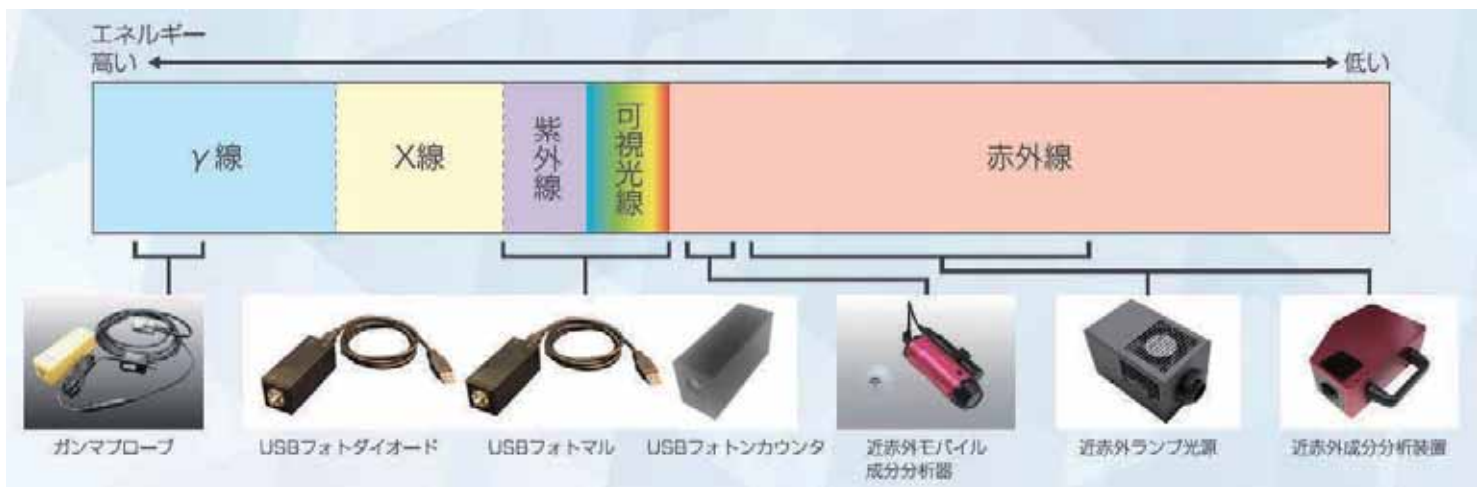 エネルギー
高い
低い
γ線
X線
紫外線
可視光線
赤外線
ガンマプローブ
USBフォトダイオード
USBフォトマル
USBフォトンカウンタ
近赤外モバイル
成分分析器
近赤外ランプ光源
近赤外成分分析装置